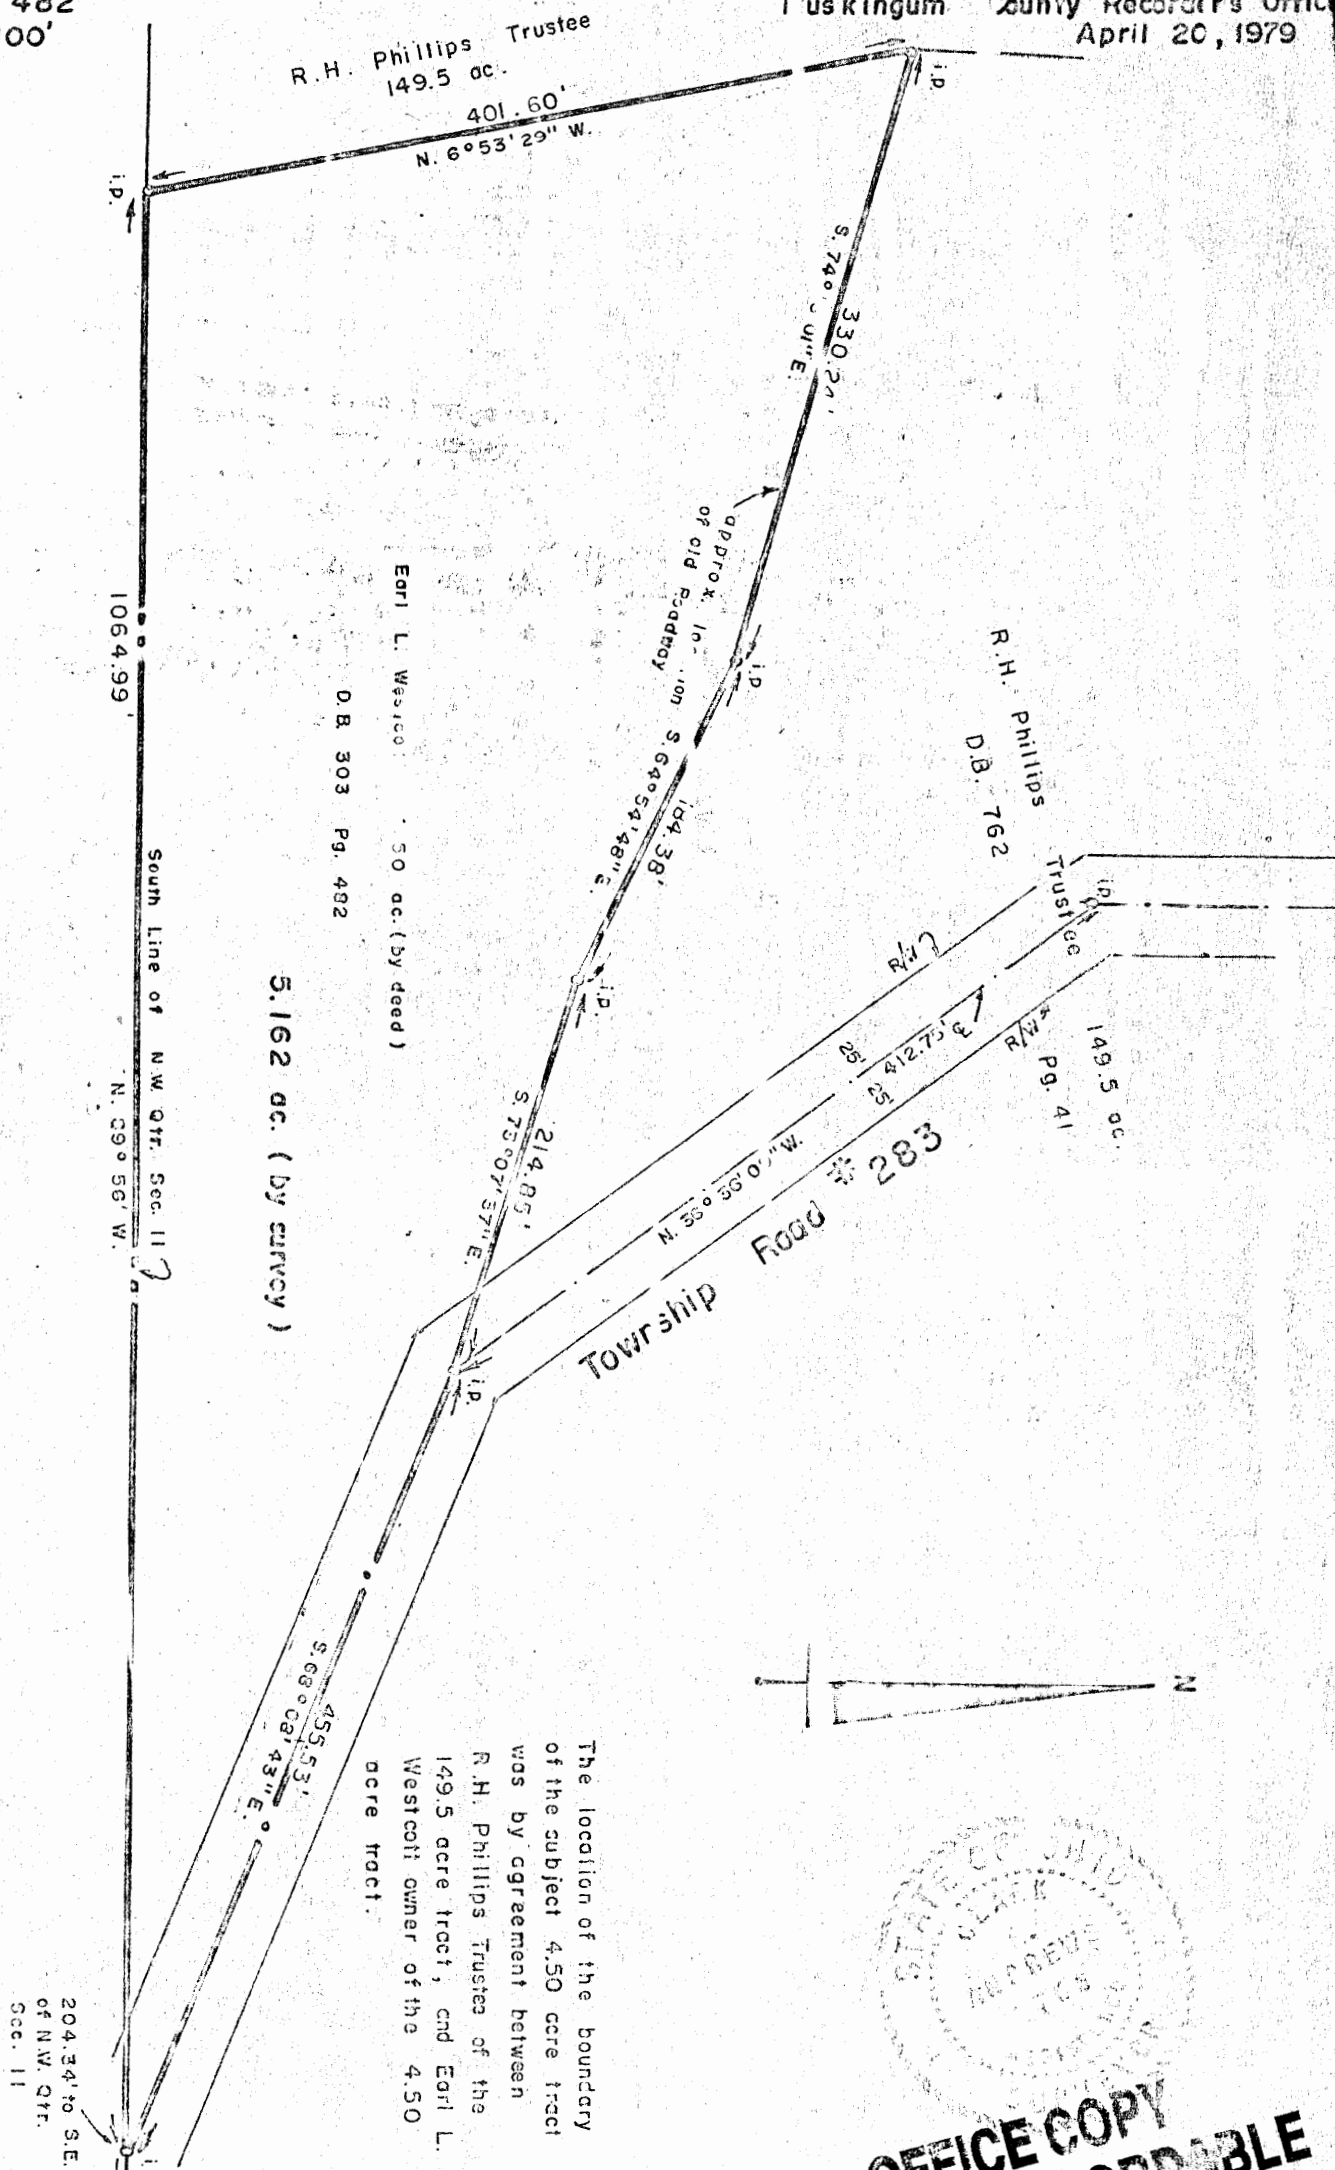 482
00'
County Recorder's Office
April 20, 1979
R.H. Phillips Trustee
149.5 ac.
401.60'
N. 6°53'29" W.
i.p.
i.p.
S. 74°
E.
330.2
approx.
of old Roadway
i.p.
S. 64°54'48" E.
184.38'
i.p.
R.H. Phillips Trustee
149.5 ac.
D.B. 762 Pg. 41
i.p.
R/W
R/W
25'
412.75' ℄
25'
N. 36° 36' W.
Township Road # 283
214.85'
S. 75°07'37" E.
i.p.
Earl L.
50 ac. (by deed)
D.B. 303 Pg. 482
5.162 ac. (by survey)
South Line of N.W. Qtr. Sec. 11
1064.99'
N. 89° 56' W.
455.53'
S. 68° 08' 43" E.
N
The location of the boundary
of the subject 4.50 acre tract
was by agreement between
R.H. Phillips Trustee of the
149.5 acre tract, and Earl L.
Westcott owner of the 4.50
acre tract.
204.34' to S.E.
of N.W. Qtr.
Sec. 11
STATE OF OHIO
OFFICE COPY